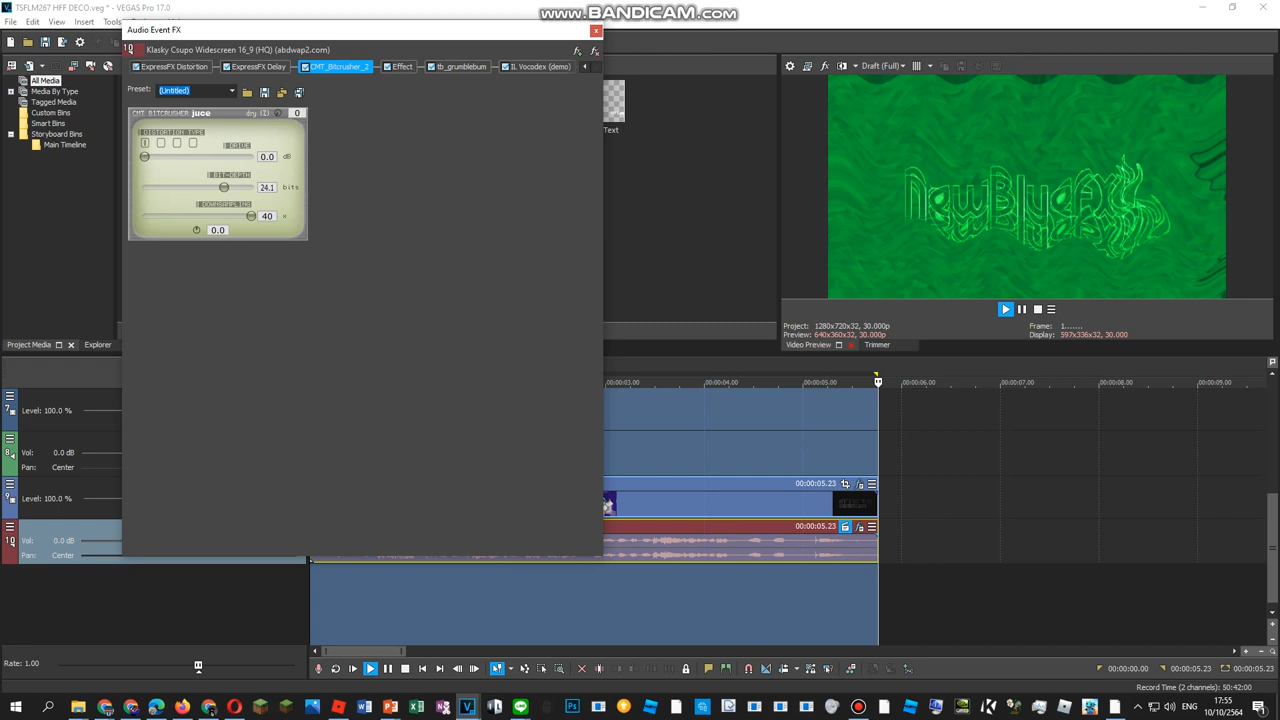 TSFLM267 HFF DECO.veg * - VEGAS Pro 17.0
www.BANDICAM.com
File
Edit
View
Insert
Tools
Audio Event FX
Klasky Csupo Widescreen 16_9 (HQ) (abdwap2.com)
ExpressFX Distortion
ExpressFX Delay
CMT_Bitcrusher_2
Effect
tb_grumblebum
IL Vocodex (demo)
Preset:
(Untitled)
CMT BITCRUSHER juce
dry (%)
0
DISTORTION TYPE
DRIVE
0.0 dB
BIT-DEPTH
24.1 bits
DOWNSAMPLING
40 x
0.0
All Media
Media By Type
Tagged Media
Custom Bins
Smart Bins
Storyboard Bins
Main Timeline
Text
Draft (Full)
Project: 1280x720x32, 30.000p
Frame: 1.......
Preview: 640x360x32, 30.000p
Display: 597x336x32, 30.000p
Video Preview
Trimmer
Project Media
Explorer
00:00:03.00
00:00:04.00
00:00:05.00
00:00:06.00
00:00:07.00
00:00:08.00
00:00:09.00
7
Level: 100.0 %
8
Vol: 0.0 dB
Pan: Center
9
Level: 100.0 %
00:00:05.23
10
Vol: 0.0 dB
Pan: Center
00:00:05.23
Rate: 1.00
00:00:00.00
00:00:05.23
00:00:05.23
Record Time (2 channels): 50:42:00
17:55
10/10/2564